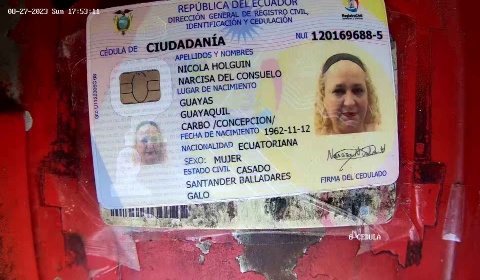 08-27-2023 Sun 17:53:11
REPÚBLICA DEL ECUADOR
DIRECCIÓN GENERAL DE REGISTRO CIVIL,
IDENTIFICACIÓN Y CEDULACIÓN
CÉDULA DE CIUDADANÍA
NUI 120169688-5
APELLIDOS Y NOMBRES
NICOLA HOLGUIN
NARCISA DEL CONSUELO
LUGAR DE NACIMIENTO
GUAYAS
GUAYAQUIL
CARBO /CONCEPCION/
FECHA DE NACIMIENTO 1962-11-12
NACIONALIDAD ECUATORIANA
SEXO: MUJER
ESTADO CIVIL CASADO
SANTANDER BALLADARES
GALO
FIRMA DEL CEDULADO
6-CEDULA